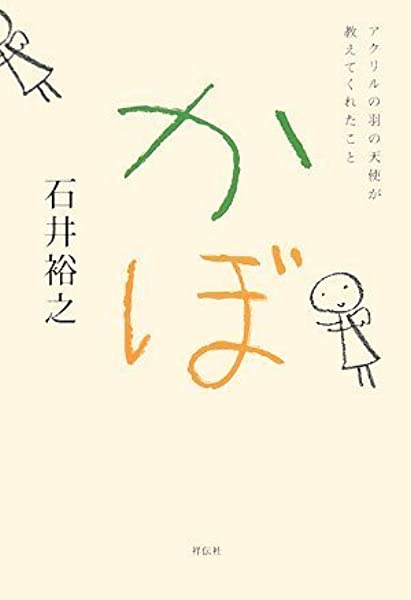 アクリルの羽の天使が
教えてくれたこと
かぼ
石井裕之
祥伝社